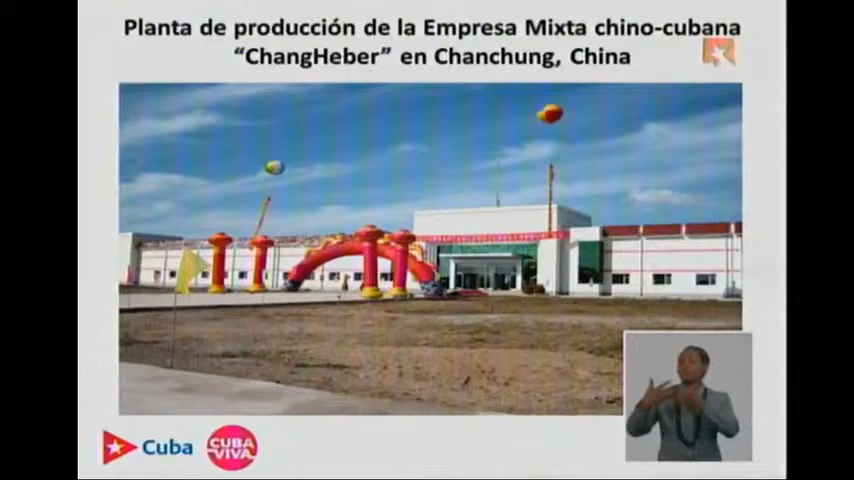 Planta de producción de la Empresa Mixta chino-cubana
“ChangHeber” en Chanchung, China
Cuba
CUBA
VIVA